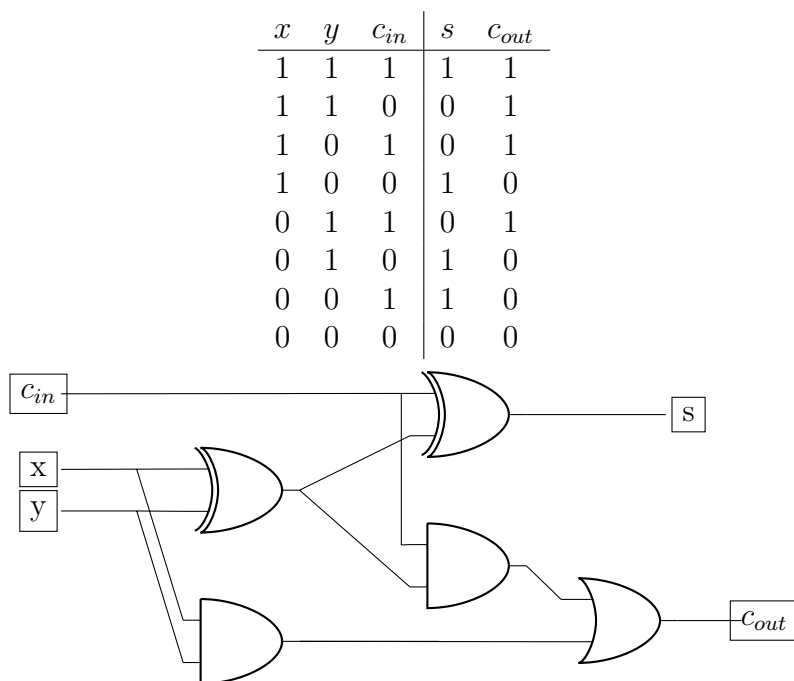 x y c_in s c_out
1 1 1 1 1
1 1 0 0 1
1 0 1 0 1
1 0 0 1 0
0 1 1 0 1
0 1 0 1 0
0 0 1 1 0
0 0 0 0 0
c_in
s
x
y
c_out